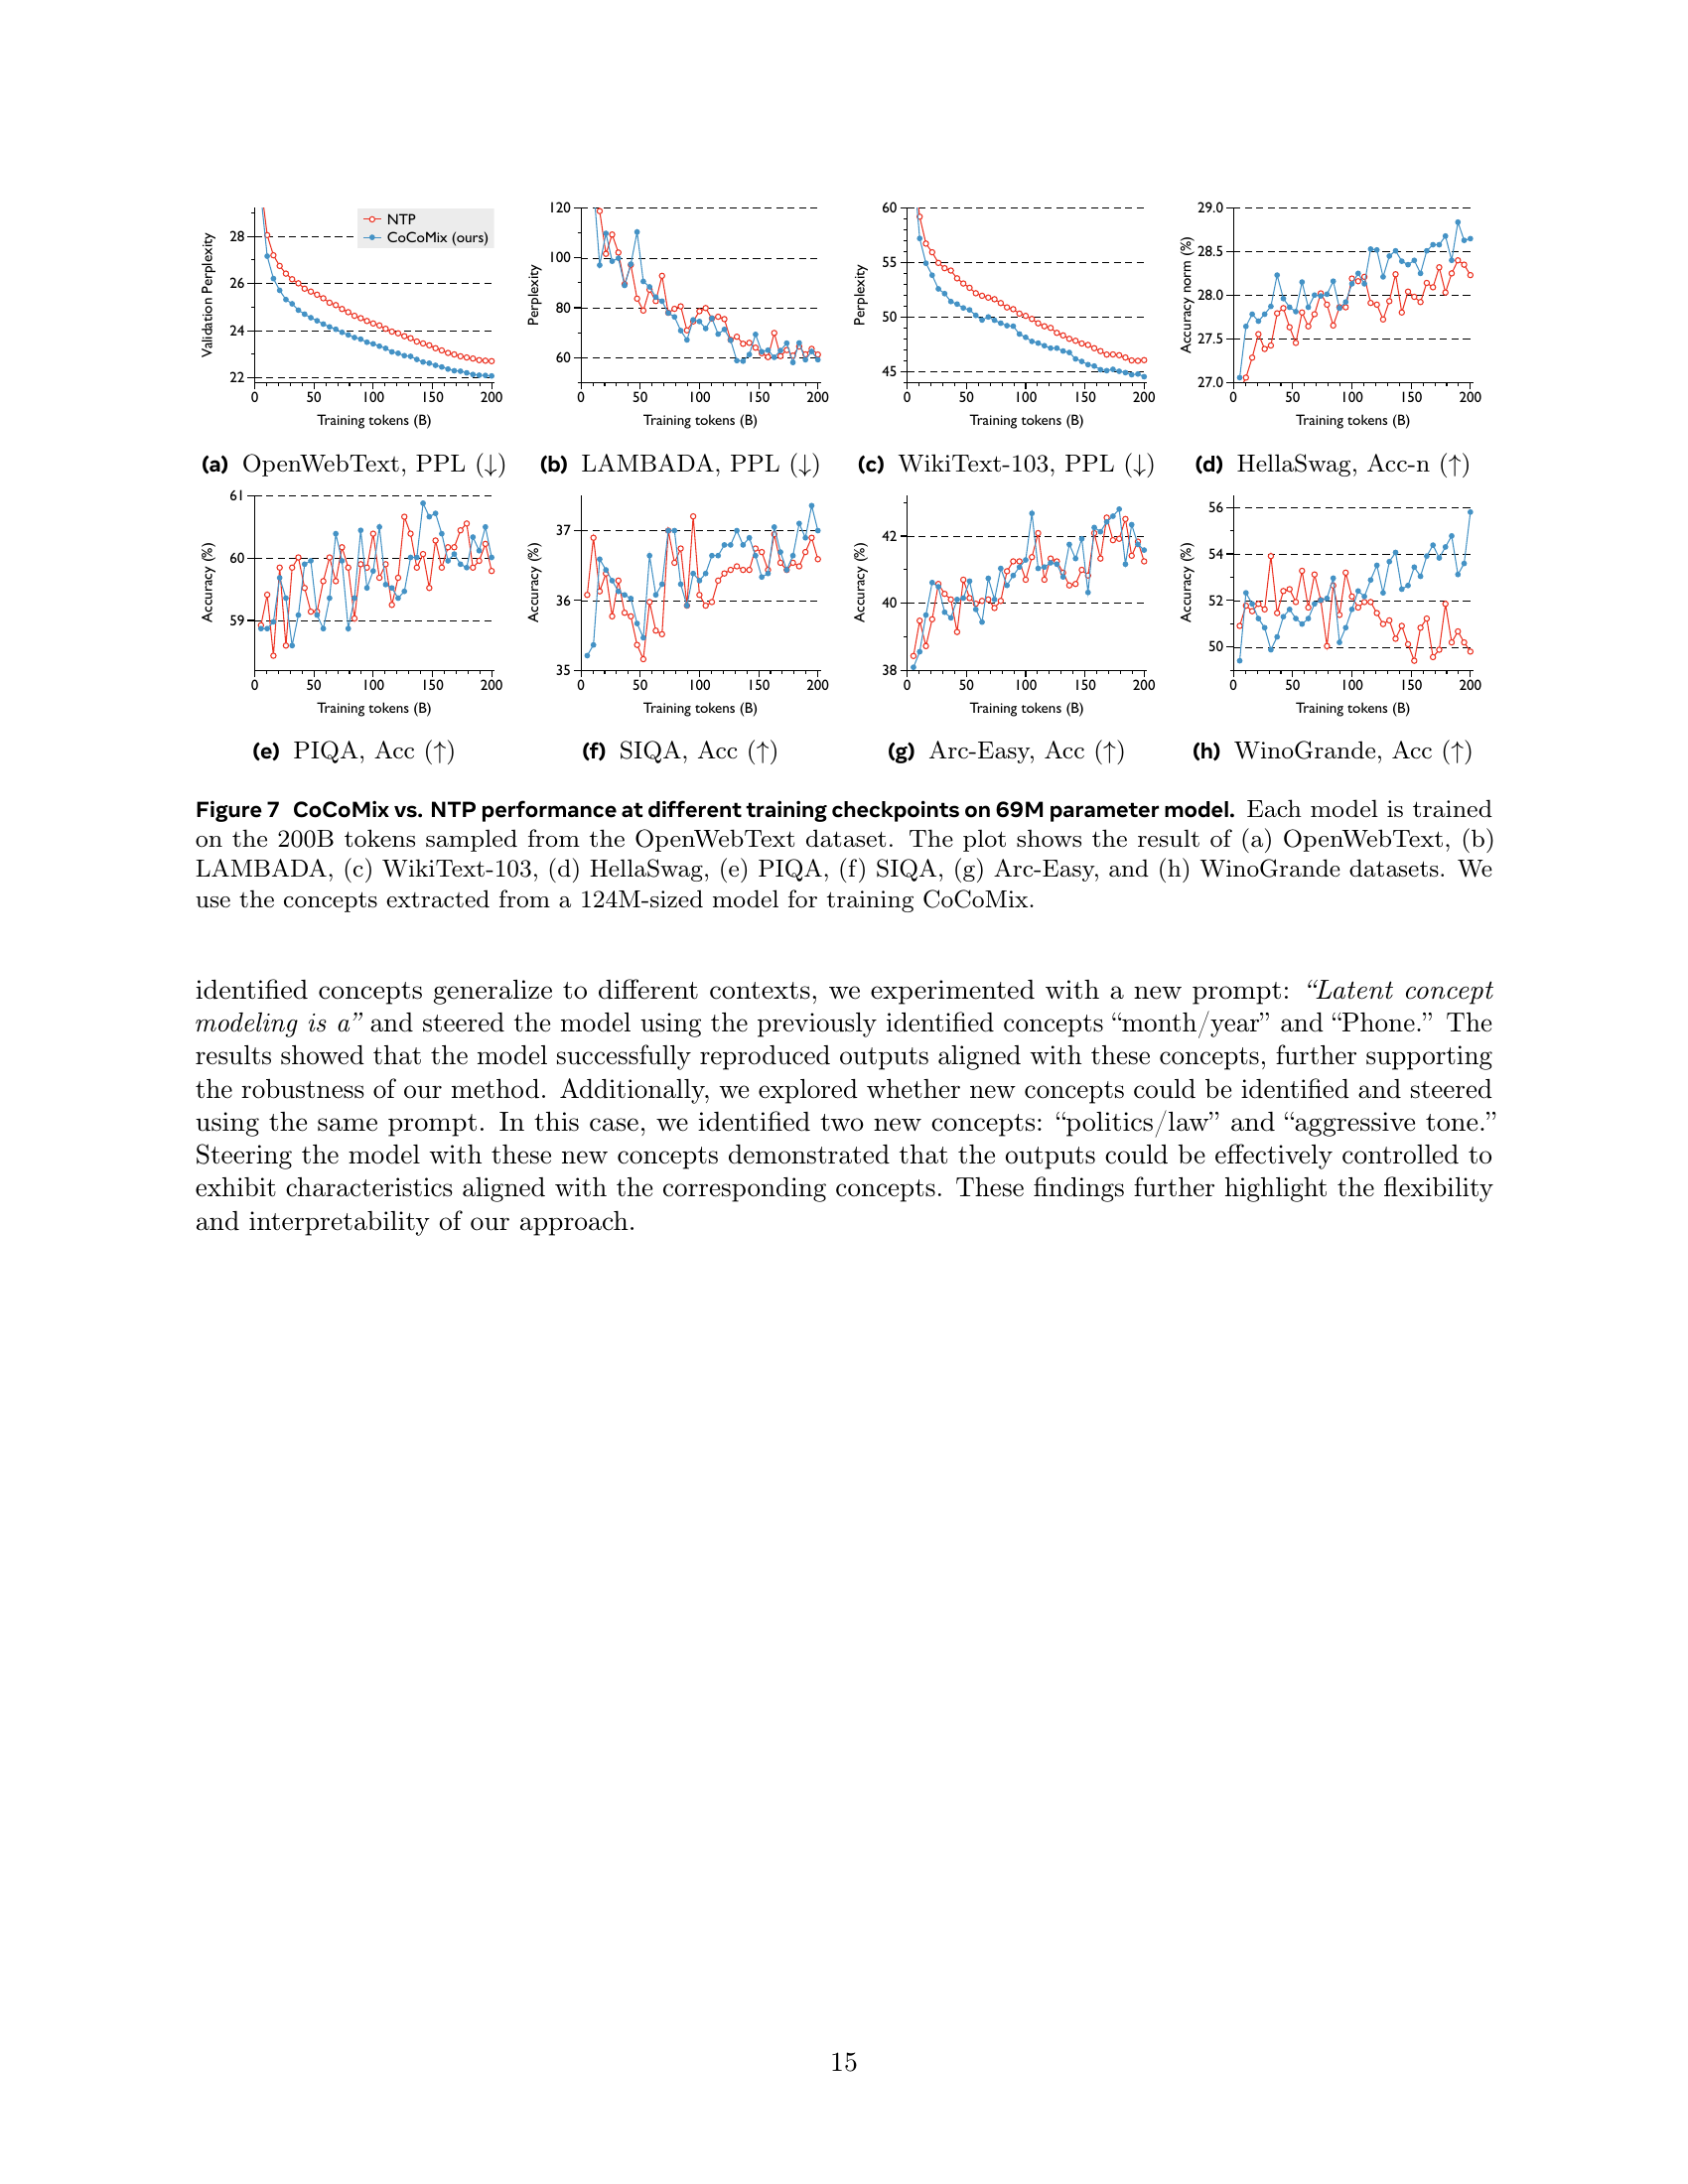 NTP
CoCoMix (ours)
Validation Perplexity
28
26
24
22
0 50 100 150 200
Training tokens (B)
Perplexity
120
100
80
60
0 50 100 150 200
Training tokens (B)
Perplexity
60
55
50
45
0 50 100 150 200
Training tokens (B)
Accuracy norm (%)
29.0
28.5
28.0
27.5
27.0
0 50 100 150 200
Training tokens (B)
(a) OpenWebText, PPL (↓)
(b) LAMBADA, PPL (↓)
(c) WikiText-103, PPL (↓)
(d) HellaSwag, Acc-n (↑)
Accuracy (%)
61
60
59
0 50 100 150 200
Training tokens (B)
Accuracy (%)
37
36
35
0 50 100 150 200
Training tokens (B)
Accuracy (%)
42
40
38
0 50 100 150 200
Training tokens (B)
Accuracy (%)
56
54
52
50
0 50 100 150 200
Training tokens (B)
(e) PIQA, Acc (↑)
(f) SIQA, Acc (↑)
(g) Arc-Easy, Acc (↑)
(h) WinoGrande, Acc (↑)
Figure 7 CoCoMix vs. NTP performance at different training checkpoints on 69M parameter model. Each model is trained
on the 200B tokens sampled from the OpenWebText dataset. The plot shows the result of (a) OpenWebText, (b)
LAMBADA, (c) WikiText-103, (d) HellaSwag, (e) PIQA, (f) SIQA, (g) Arc-Easy, and (h) WinoGrande datasets. We
use the concepts extracted from a 124M-sized model for training CoCoMix.
identified concepts generalize to different contexts, we experimented with a new prompt: “Latent concept
modeling is a” and steered the model using the previously identified concepts “month/year” and “Phone.” The
results showed that the model successfully reproduced outputs aligned with these concepts, further supporting
the robustness of our method. Additionally, we explored whether new concepts could be identified and steered
using the same prompt. In this case, we identified two new concepts: “politics/law” and “aggressive tone.”
Steering the model with these new concepts demonstrated that the outputs could be effectively controlled to
exhibit characteristics aligned with the corresponding concepts. These findings further highlight the flexibility
and interpretability of our approach.
15